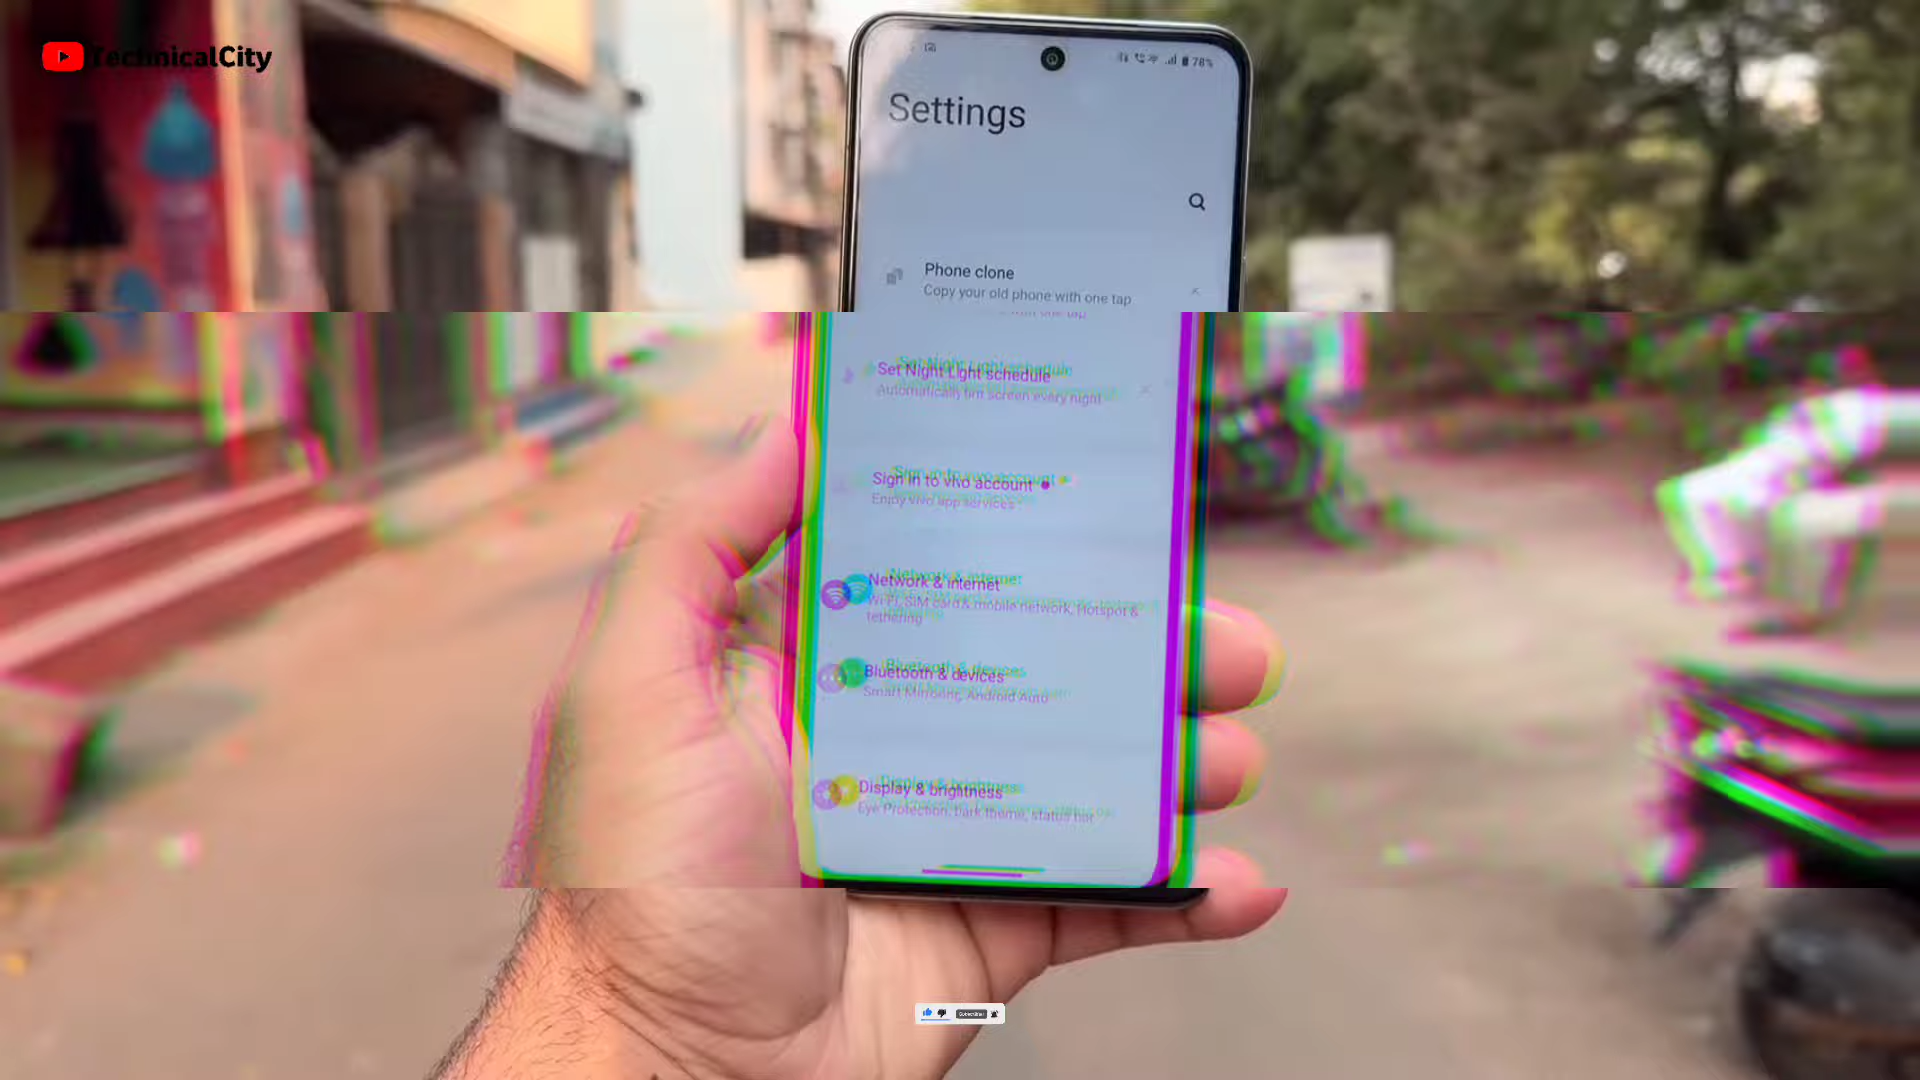 TechnicalCity
78%
Settings
Phone clone
Copy your old phone with one tap
Set Night Light schedule
Automatically tint screen every night
Sign in to vivo account
Enjoy vivo app services
Network & internet
Wi-Fi, SIM card & mobile network, Hotspot &
tethering
Bluetooth & devices
Smart Mirroring, Android Auto
Display & brightness
Eye Protection, Dark theme, status bar